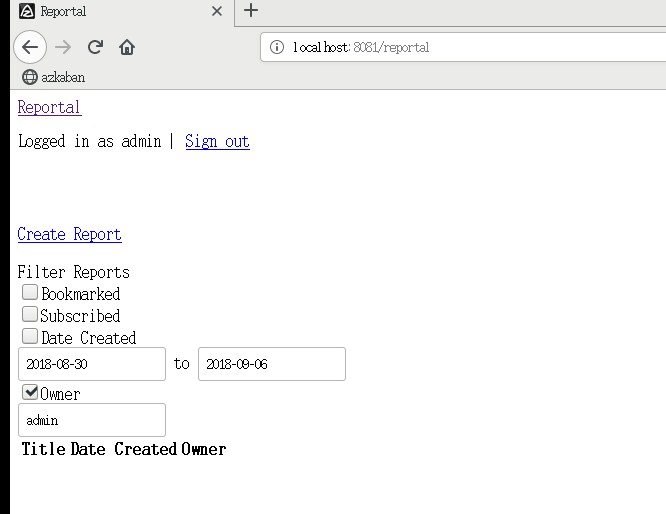 Reportal
localhost:8081/reportal
azkaban
Reportal
Logged in as admin | Sign out
Create Report
Filter Reports
Bookmarked
Subscribed
Date Created
2018-08-30 to 2018-09-06
Owner
admin
Title Date Created Owner